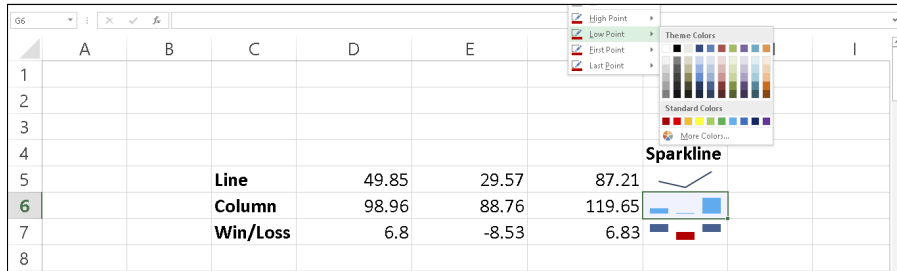 G6 fx
High Point
Low Point
First Point
Last Point
Theme Colors
Standard Colors
More Colors...
A B C D E I
1
2
3
4 Sparkline
5 Line 49.85 29.57 87.21
6 Column 98.96 88.76 119.65
7 Win/Loss 6.8 -8.53 6.83
8